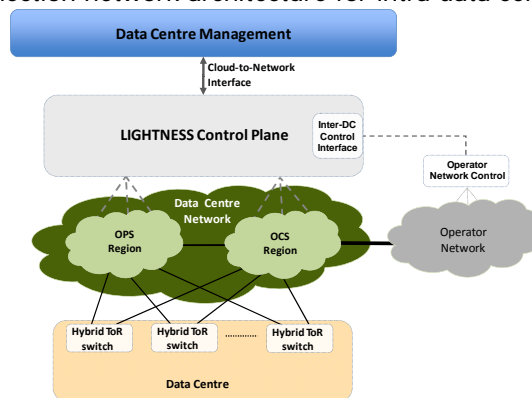 Data Centre Management
Cloud-to-Network
Interface
LIGHTNESS Control Plane
Inter-DC
Control
Interface
Operator
Network Control
Data Centre
Network
OPS
Region
OCS
Region
Operator
Network
Hybrid ToR
switch
Hybrid ToR
switch
............
Hybrid ToR
switch
Data Centre